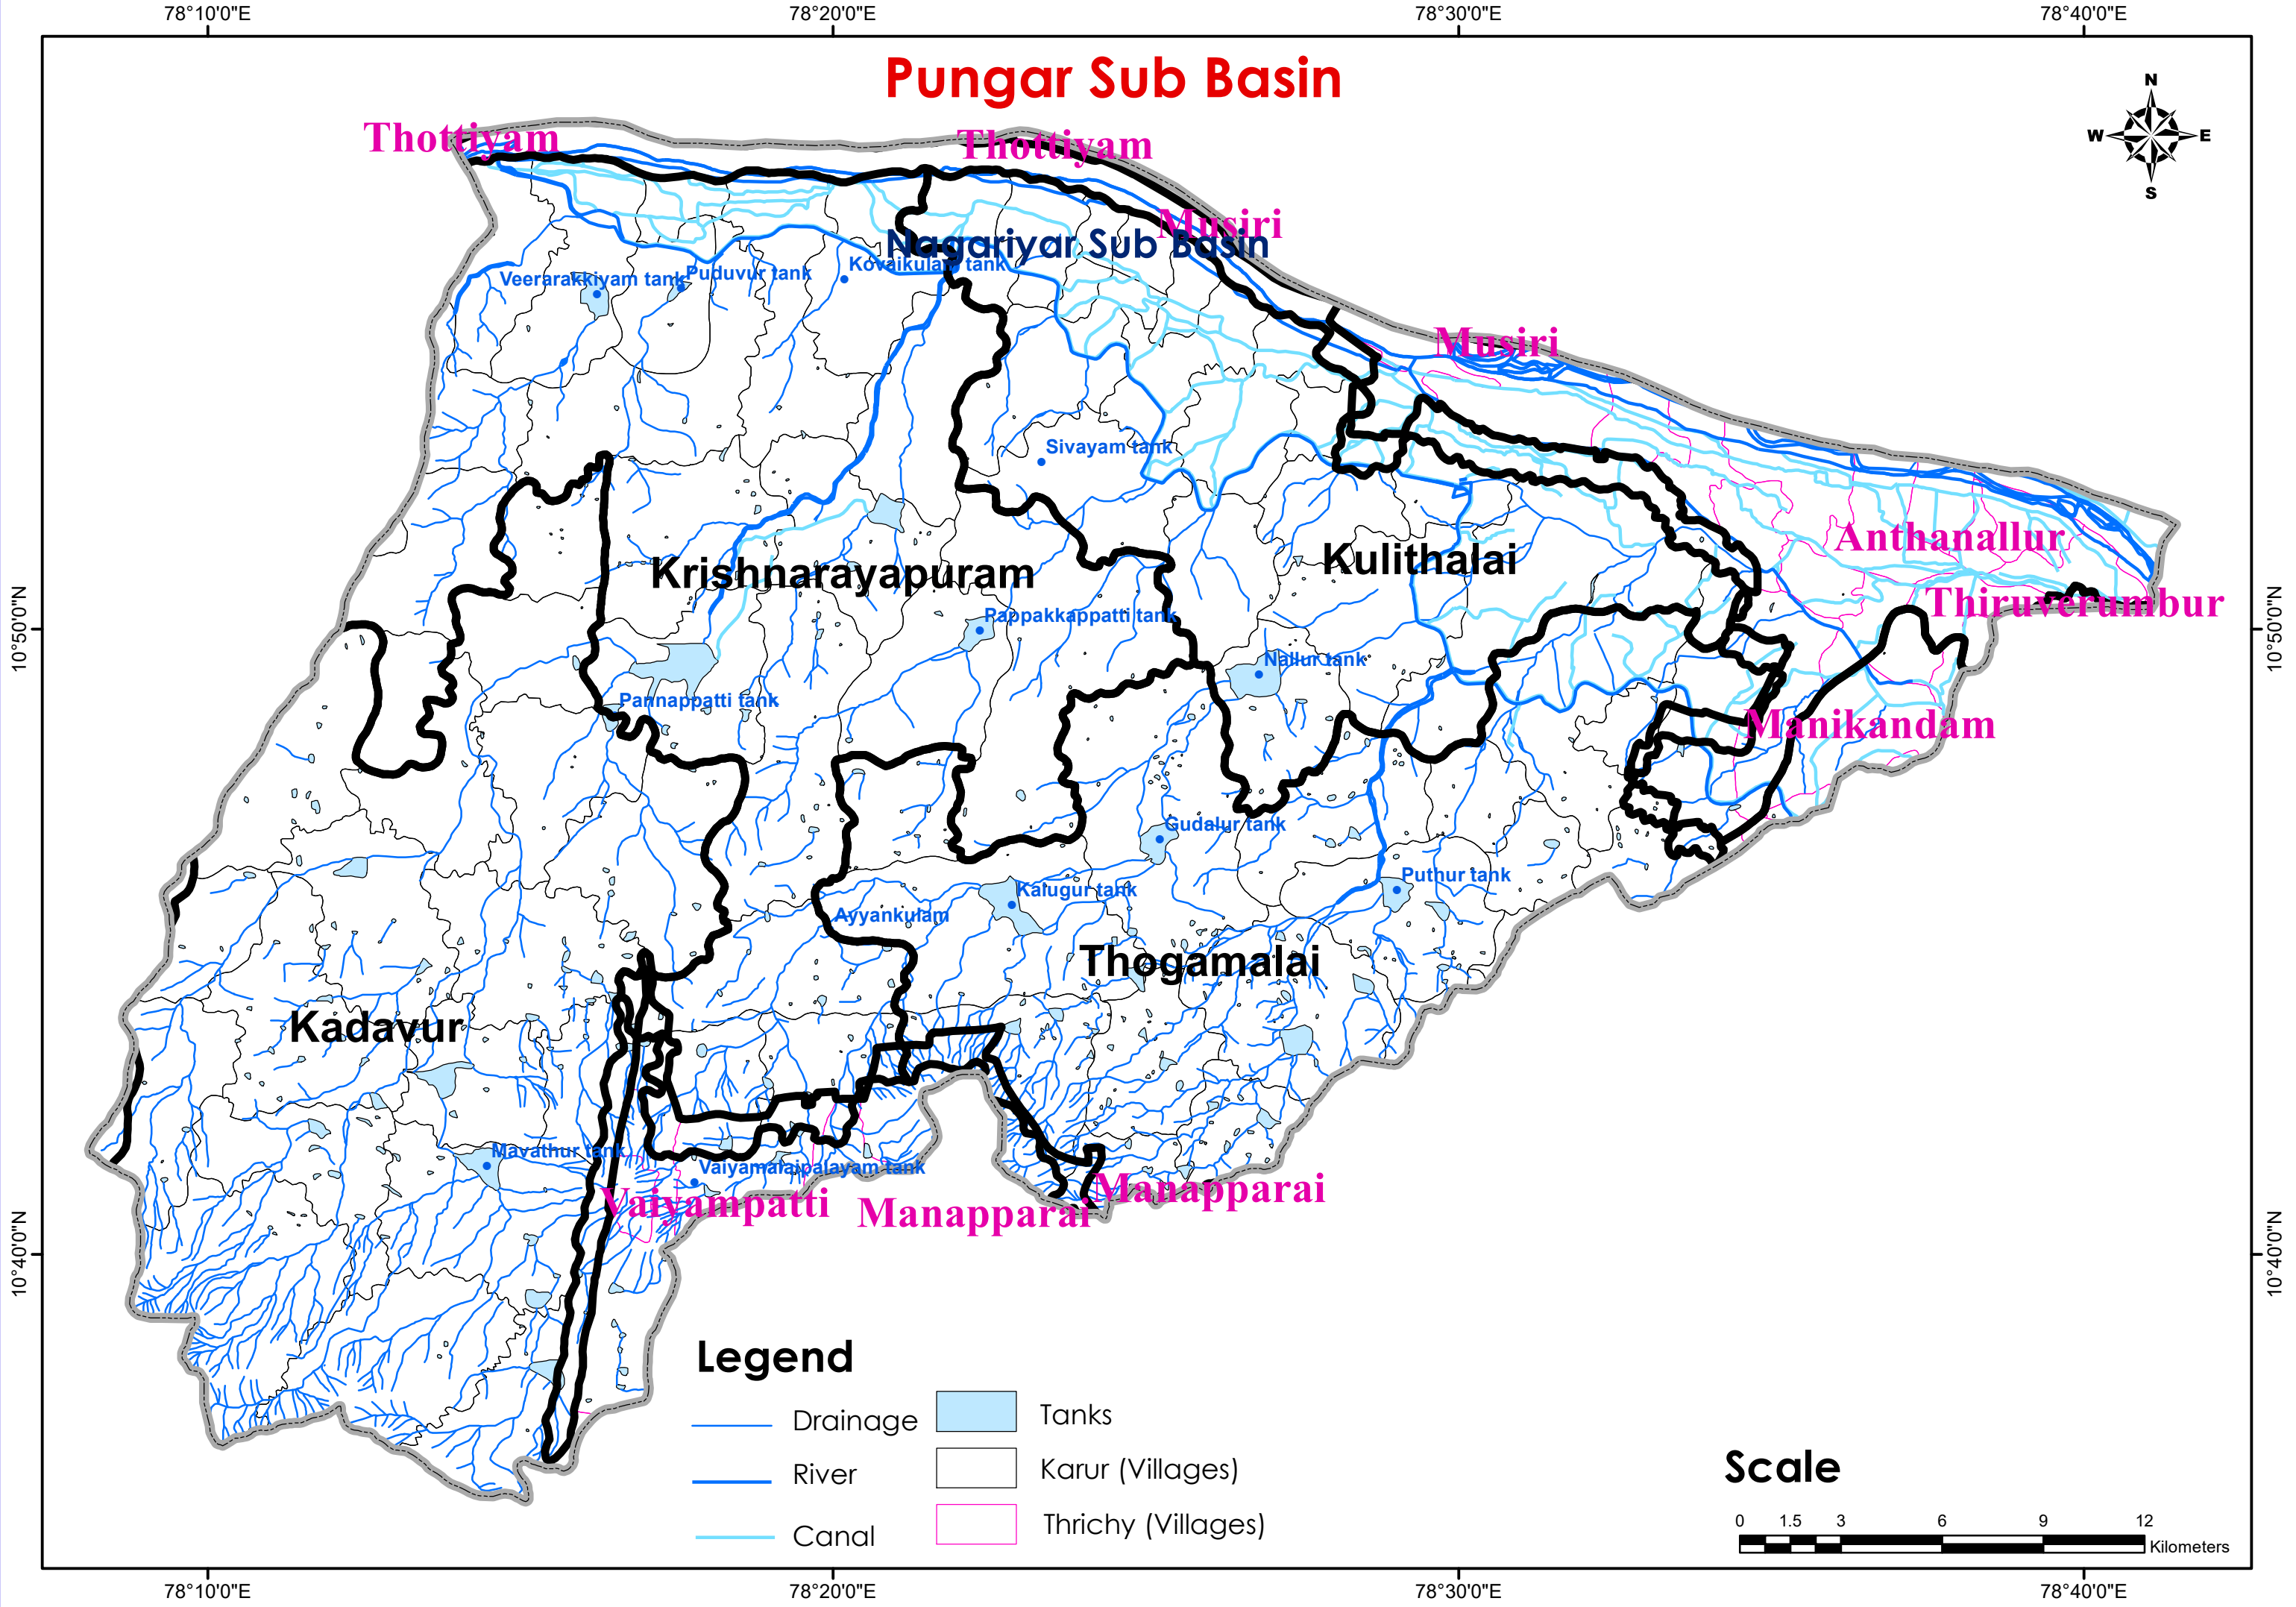 78°10'0"E
78°20'0"E
78°30'0"E
78°40'0"E
Pungar Sub Basin
N
W
E
S
Thottiyam
Thottiyam
Musiri
Nagariyar Sub Basin
Veerarakkiyam tank
Puduvur tank
Kovaikulam tank
Musiri
Sivayam tank
Anthanallur
Krishnarayapuram
Kulithalai
Thiruverumbur
10°50'0"N
10°50'0"N
Pappakkappatti tank
Nallur tank
Pannappatti tank
Manikandam
Gudalur tank
Puthur tank
Kalugur tank
Ayyankulam
Thogamalai
Kadavur
Mavathur tank
Vaiyamalaipalayam tank
Vaiyampatti
Manapparai
Manapparai
10°40'0"N
10°40'0"N
Legend
Drainage
River
Canal
Tanks
Karur (Villages)
Thrichy (Villages)
Scale
0 1.5 3 6 9 12
Kilometers
78°10'0"E
78°20'0"E
78°30'0"E
78°40'0"E